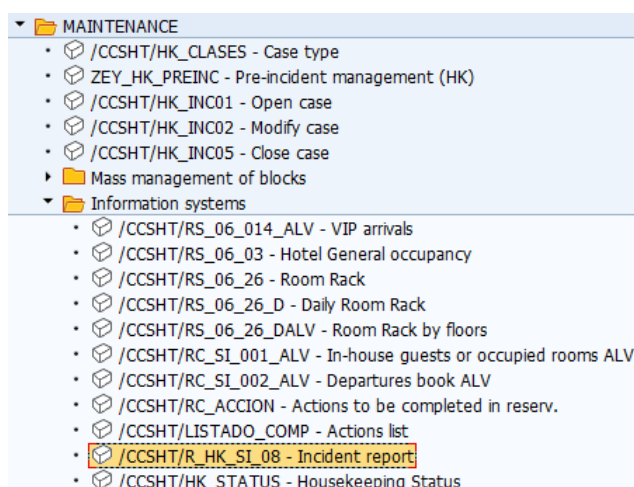 MAINTENANCE
/CCSHT/HK_CLASES - Case type
ZEY_HK_PREINC - Pre-incident management (HK)
/CCSHT/HK_INC01 - Open case
/CCSHT/HK_INC02 - Modify case
/CCSHT/HK_INC05 - Close case
Mass management of blocks
Information systems
/CCSHT/RS_06_014_ALV - VIP arrivals
/CCSHT/RS_06_03 - Hotel General occupancy
/CCSHT/RS_06_26 - Room Rack
/CCSHT/RS_06_26_D - Daily Room Rack
/CCSHT/RS_06_26_DALV - Room Rack by floors
/CCSHT/RC_SI_001_ALV - In-house guests or occupied rooms ALV
/CCSHT/RC_SI_002_ALV - Departures book ALV
/CCSHT/RC_ACCION - Actions to be completed in reserv.
/CCSHT/LISTADO_COMP - Actions list
/CCSHT/R_HK_SI_08 - Incident report
/CCSHT/HK_STATUS - Housekeeping Status